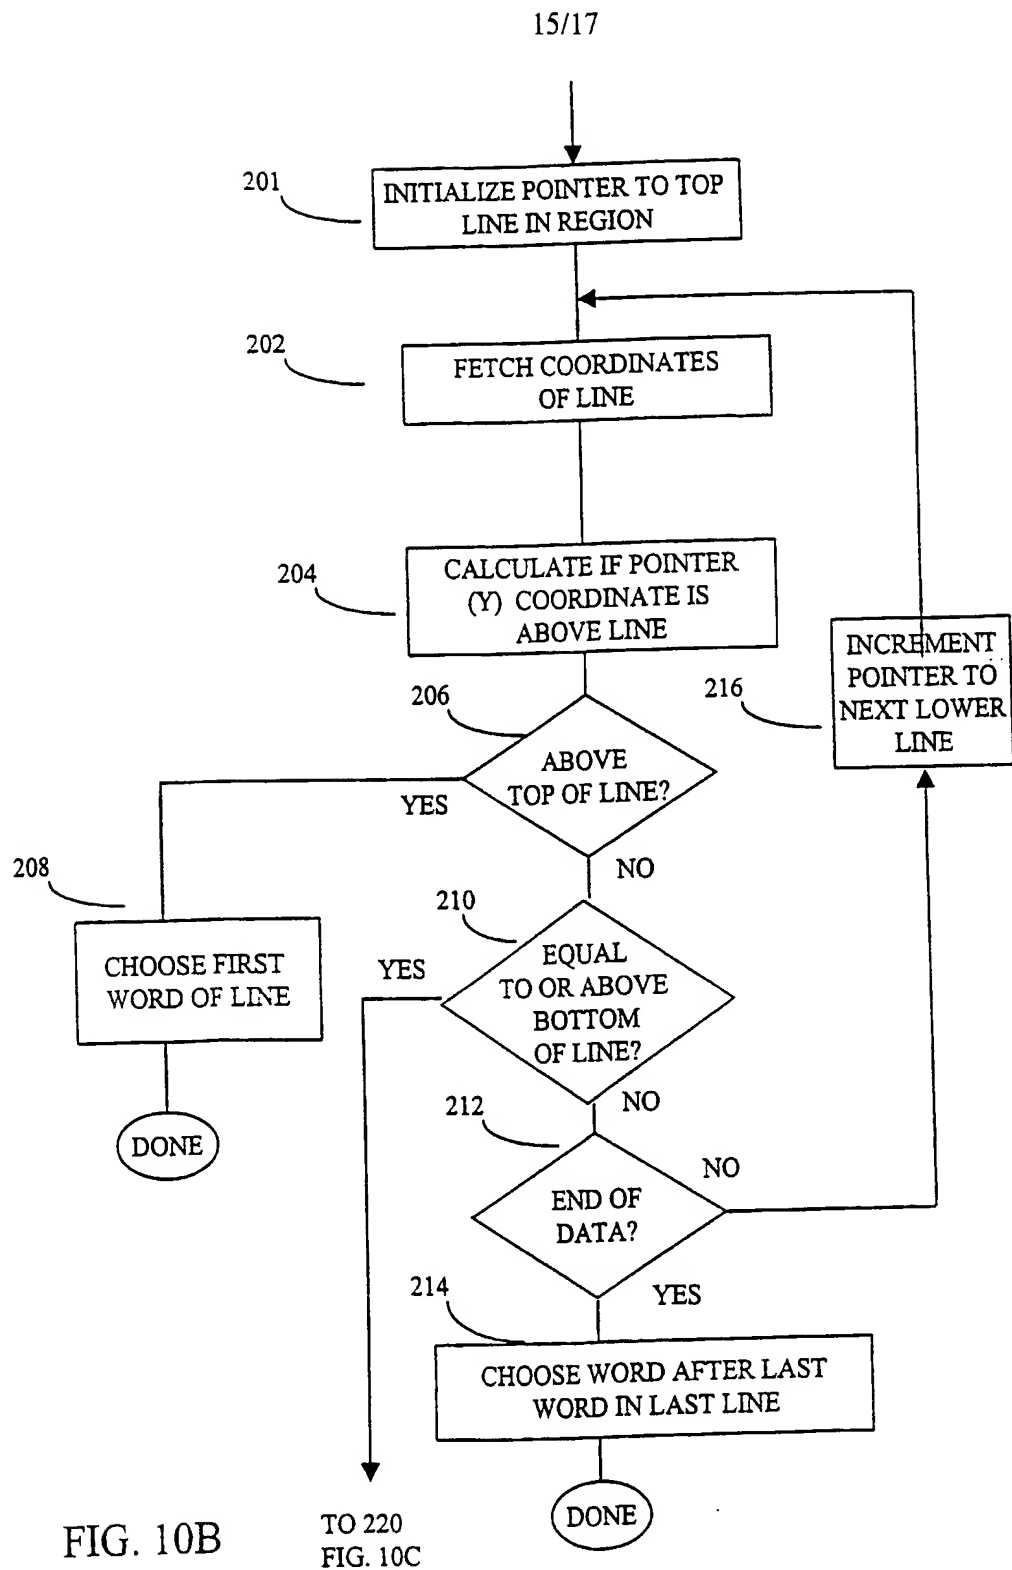 15/17
201
INITIALIZE POINTER TO TOP
LINE IN REGION
202
FETCH COORDINATES
OF LINE
204
CALCULATE IF POINTER
(Y) COORDINATE IS
ABOVE LINE
216
INCREMENT
POINTER TO
NEXT LOWER
LINE
206
ABOVE
TOP OF LINE?
YES
NO
208
CHOOSE FIRST
WORD OF LINE
DONE
210
EQUAL
TO OR ABOVE
BOTTOM
OF LINE?
YES
NO
212
END OF
DATA?
NO
YES
214
CHOOSE WORD AFTER LAST
WORD IN LAST LINE
DONE
TO 220
FIG. 10C
FIG. 10B